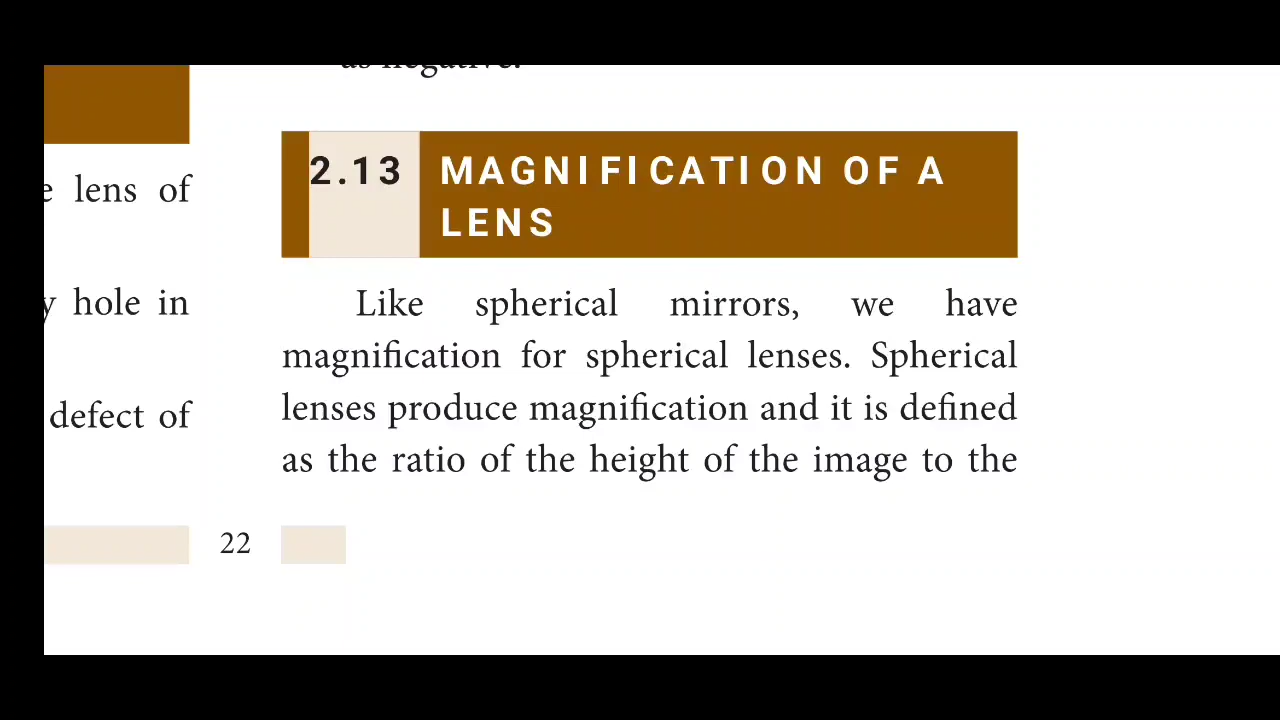 as negative.
e lens of
y hole in
defect of
2.13 MAGNIFICATION OF A
LENS
Like spherical mirrors, we have
magnification for spherical lenses. Spherical
lenses produce magnification and it is defined
as the ratio of the height of the image to the
22